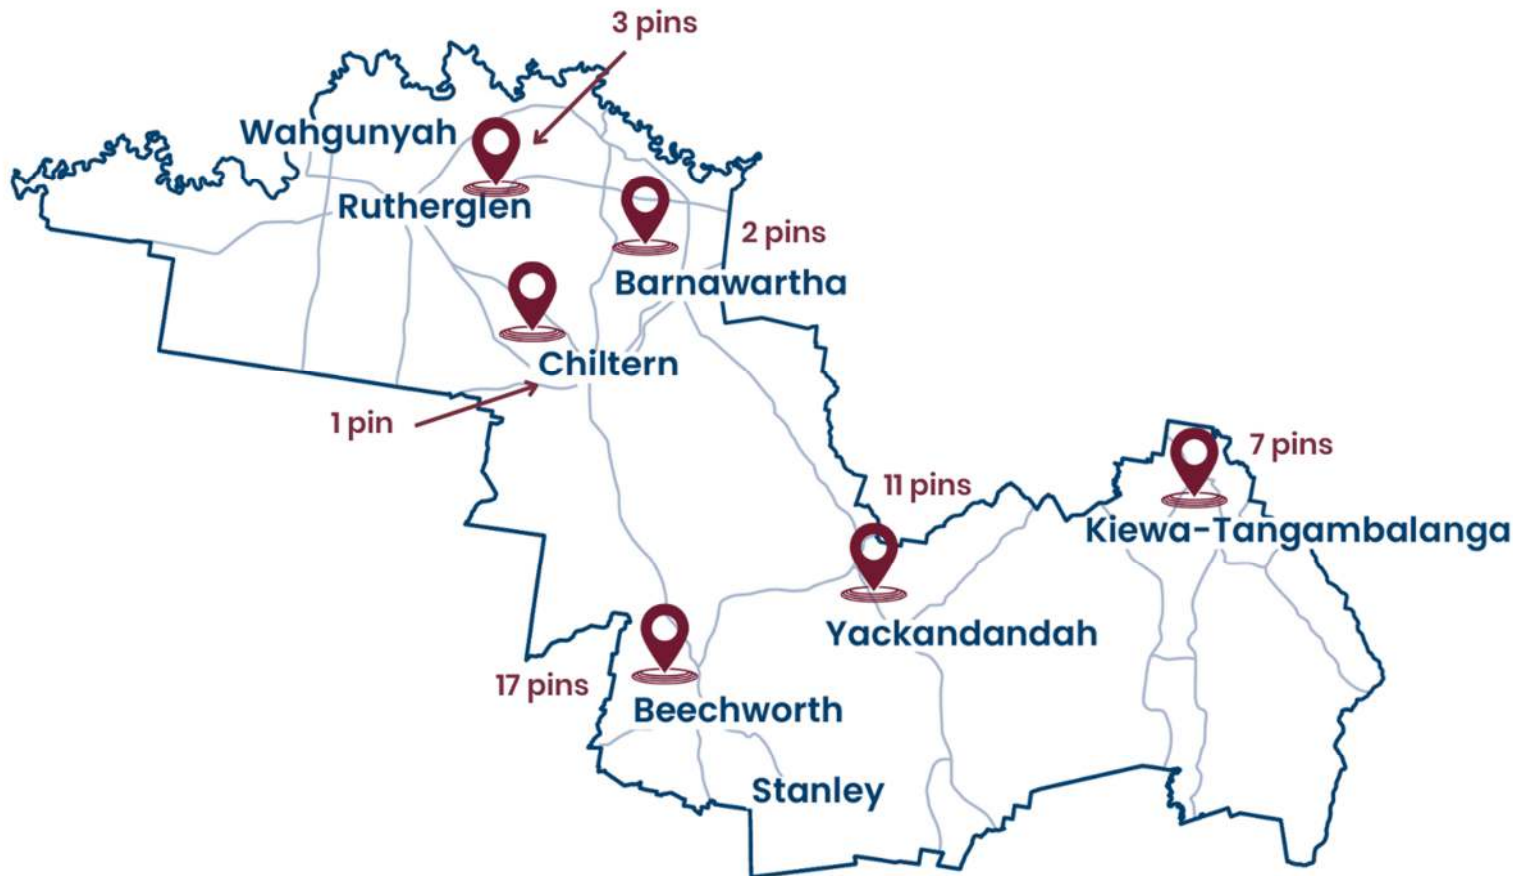 3 pins
Wahgunyah
Rutherglen
2 pins
Barnawartha
Chiltern
1 pin
7 pins
11 pins
Kiewa-Tangambalanga
Yackandandah
17 pins
Beechworth
Stanley